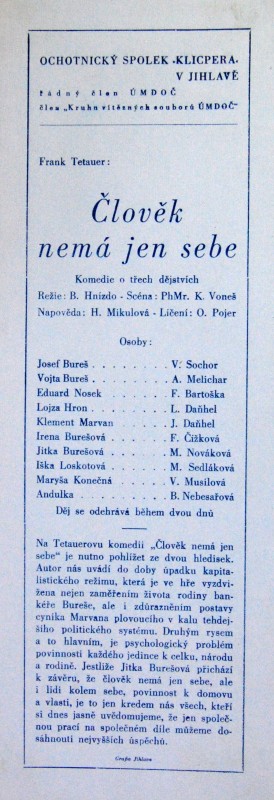 OCHOTNICKÝ SPOLEK „KLICPERA„
V JIHLAVĚ
řádný člen ÚMDOČ
člen „Kruhu vítězných souborů ÚMDOČ“
Frank Tetauer:
Člověk
nemá jen sebe
Komedie o třech dějstvích
Režie: B. Hnízdo - Scéna: PhMr. K. Voneš
Napověda: H. Mikulová - Líčení: O. Pojer
Osoby:
Josef Bureš . . . . . . . . V. Sochor
Vojta Bureš . . . . . . . . A. Melichar
Eduard Nosek . . . . . . . F. Bartoška
Lojza Hron . . . . . . . . L. Daňhel
Klement Marvan . . . . . . J. Daňhel
Irena Burešová . . . . . . F. Čížková
Jitka Burešová . . . . . . M. Nováková
Iška Loskotová . . . . . . M. Sedláková
Maryša Konečná . . . . . . V. Musilová
Andulka . . . . . . . . . B. Nebesařová
Děj se odehrává během dvou dnů
Na Tetauerovu komedii „Člověk nemá jen
sebe“ je nutno pohlížet ze dvou hledisek.
Autor nás uvádí do doby úpadku kapita-
listického režimu, která je ve hře vyzdvi-
žena nejen zaměřením života rodiny ban-
kéře Bureše, ale i zdůrazněním postavy
cynika Marvana plovoucího v kalu tehdej-
šího politického systému. Druhým rysem
a to hlavním, je psychologický problém
povinnosti každého jedince k celku, národu
a rodině. Jestliže Jitka Burešová přichází
k závěru, že člověk nemá jen sebe, ale
i lidi kolem sebe, povinnost k domovu
a vlasti, je to jen kredem nás všech, kteří
si dnes jasně uvědomujeme, že jen společ-
nou prací na společném díle můžeme do-
sáhnouti nejvyšších úspěchů.
Grafia Jihlava